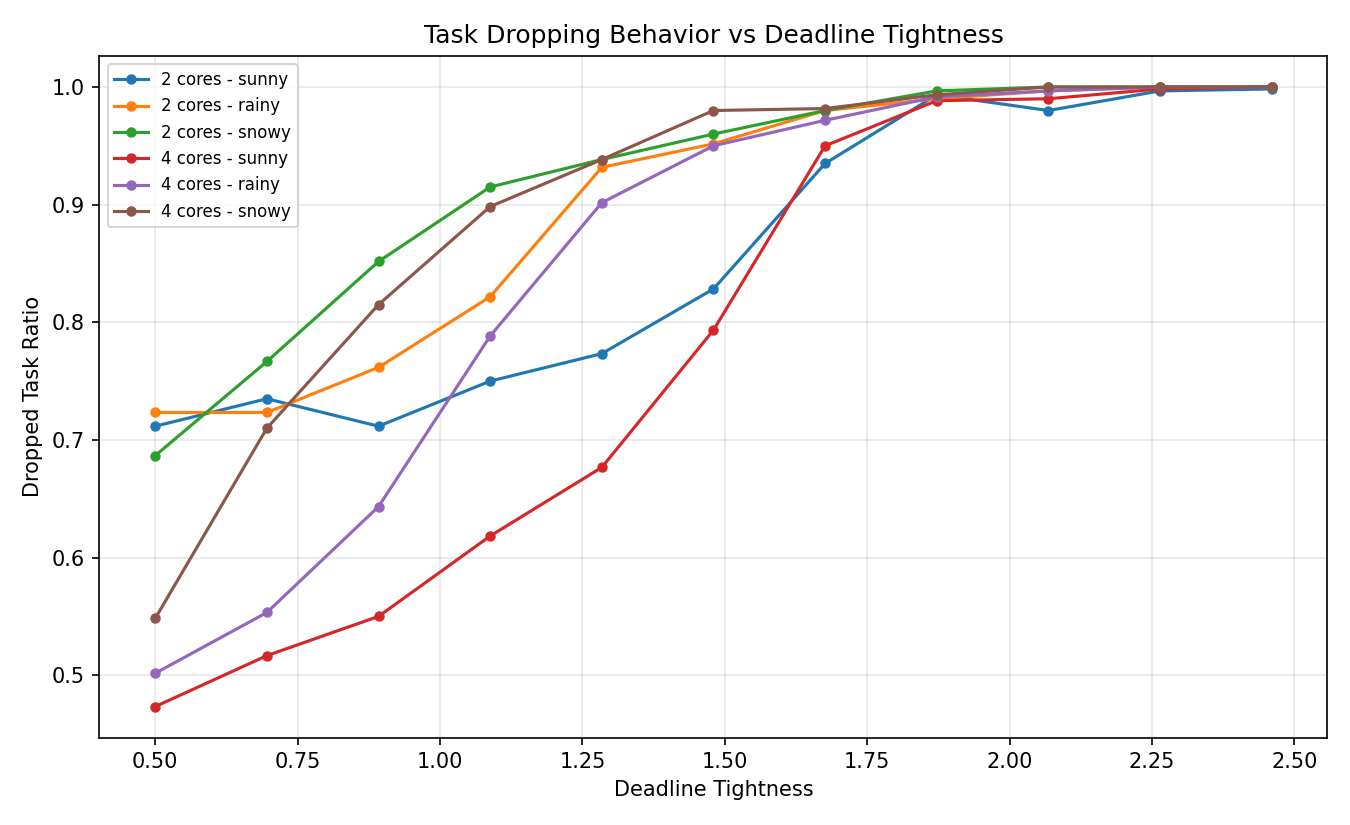 Task Dropping Behavior vs Deadline Tightness
2 cores - sunny
2 cores - rainy
2 cores - snowy
4 cores - sunny
4 cores - rainy
4 cores - snowy
Dropped Task Ratio
1.0
0.9
0.8
0.7
0.6
0.5
0.50 0.75 1.00 1.25 1.50 1.75 2.00 2.25 2.50
Deadline Tightness